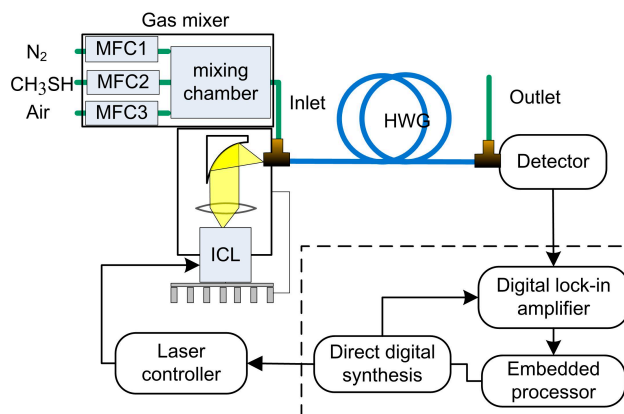 Gas mixer
N₂
MFC1
CH₃SH
MFC2
Air
MFC3
mixing
chamber
Inlet
HWG
Outlet
Detector
ICL
Digital lock-in
amplifier
Laser
controller
Direct digital
synthesis
Embedded
processor